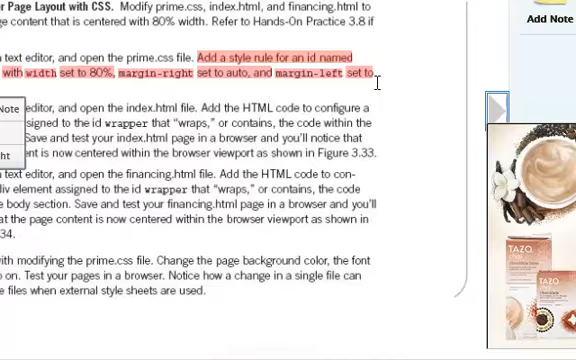 r Page Layout with CSS. Modify prime.css, index.html, and financing.html to
ge content that is centered with 80% width. Refer to Hands-On Practice 3.8 if
Add Note
a text editor, and open the prime.css file. Add a style rule for an id named
with width set to 80%, margin-right set to auto, and margin-left set to
Note
editor, and open the index.html file. Add the HTML code to configure a
signed to the id wrapper that “wraps,” or contains, the code within the
Save and test your index.html page in a browser and you’ll notice that
ht
ent is now centered within the browser viewport as shown in Figure 3.33.
a text editor, and open the financing.html file. Add the HTML code to con-
div element assigned to the id wrapper that “wraps,” or contains, the code
e body section. Save and test your financing.html page in a browser and you’ll
at the page content is now centered within the browser viewport as shown in
34.
with modifying the prime.css file. Change the page background color, the font
o on. Test your pages in a browser. Notice how a change in a single file can
e files when external style sheets are used.
TAZO
TAZO